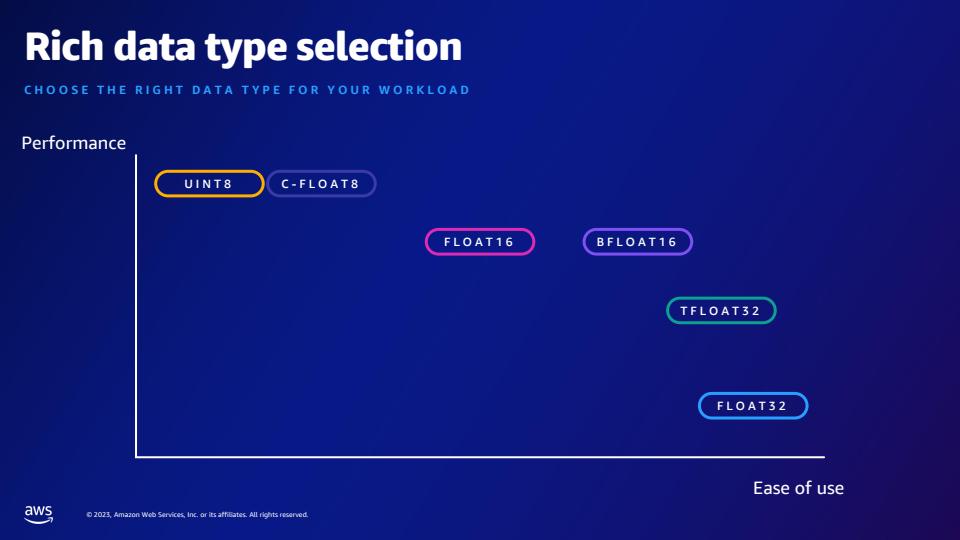 Rich data type selection
CHOOSE THE RIGHT DATA TYPE FOR YOUR WORKLOAD
Performance
UINT8
C-FLOAT8
FLOAT16
BFLOAT16
TFLOAT32
FLOAT32
Ease of use
aws
© 2023, Amazon Web Services, Inc. or its affiliates. All rights reserved.